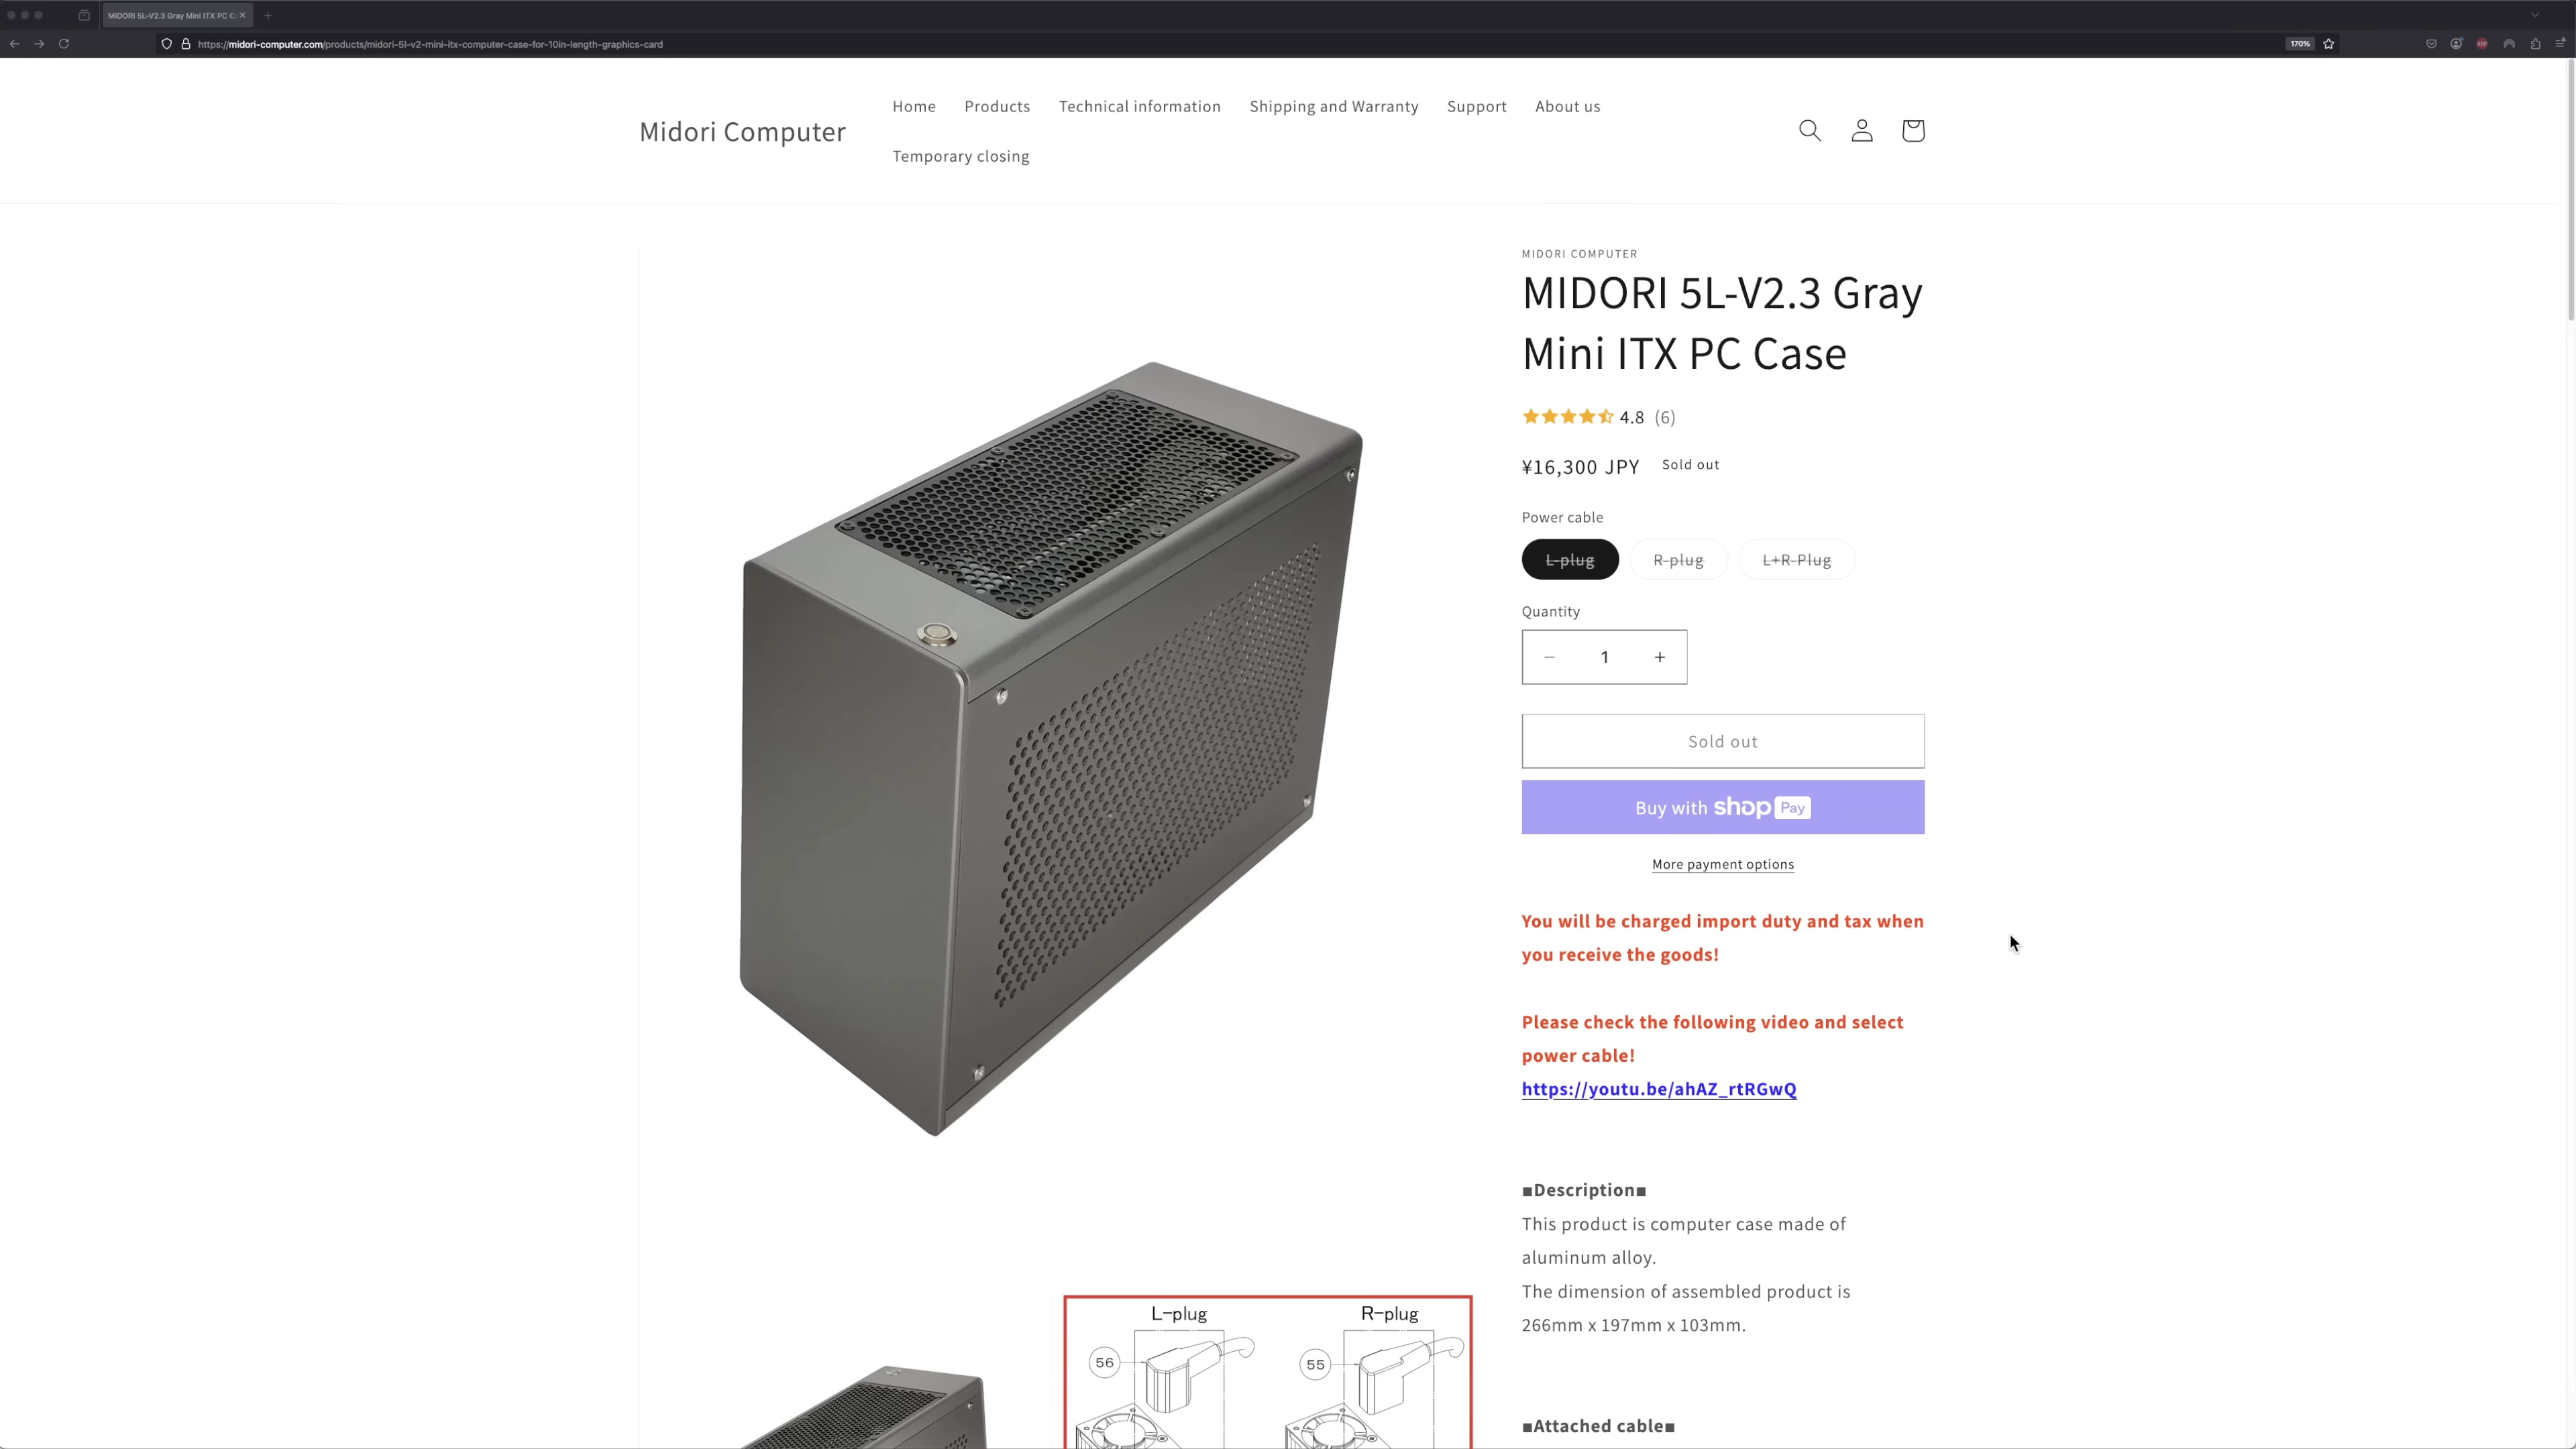 MIDORI 5L-V2.3 Gray Mini ITX PC C
https://midori-computer.com/products/midori-5l-v2-mini-itx-computer-case-for-10in-length-graphics-card
170%
ABP
Midori Computer
Home Products Technical information Shipping and Warranty Support About us
Temporary closing
MIDORI COMPUTER
MIDORI 5L-V2.3 Gray
Mini ITX PC Case
4.8 (6)
¥16,300 JPY Sold out
Power cable
L-plug R-plug L+R-Plug
Quantity
− 1 +
Sold out
Buy with shop Pay
More payment options
You will be charged import duty and tax when
you receive the goods!
Please check the following video and select
power cable!
https://youtu.be/ahAZ_rtRGwQ
■Description■
This product is computer case made of
aluminum alloy.
The dimension of assembled product is
266mm x 197mm x 103mm.
■Attached cable■
L-plug R-plug
56 55